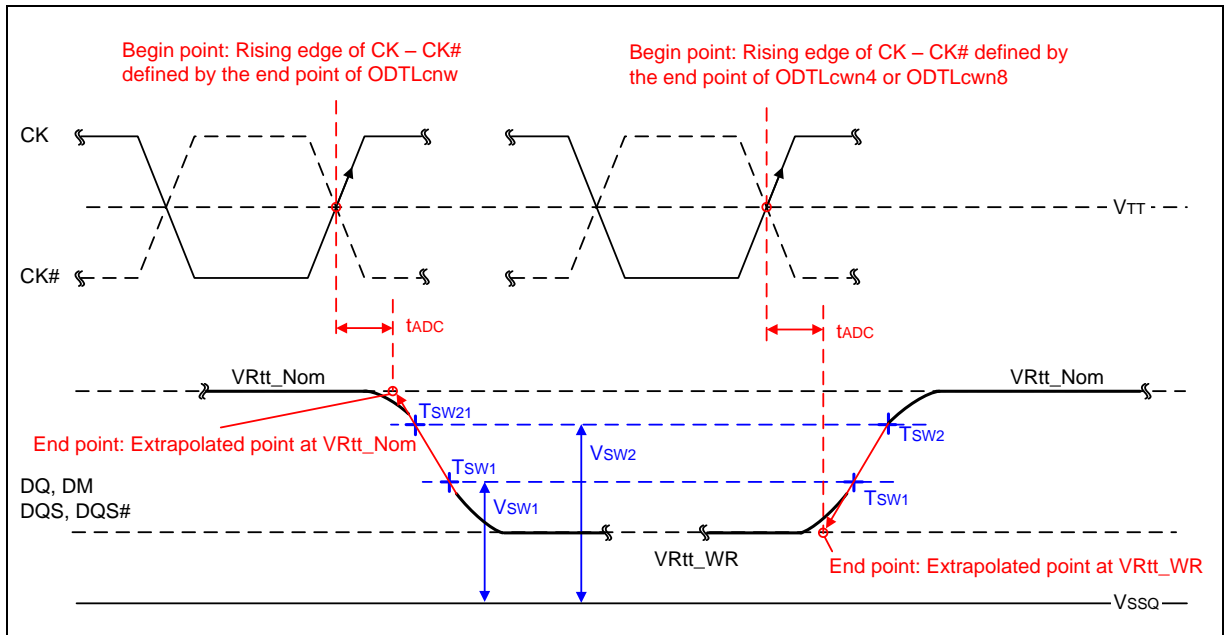 Begin point: Rising edge of CK – CK#
defined by the end point of ODTLcnw
Begin point: Rising edge of CK – CK# defined by
the end point of ODTLcwn4 or ODTLcwn8
CK
VTT
CK#
tADC
tADC
VRtt_Nom
VRtt_Nom
TSW21
End point: Extrapolated point at VRtt_Nom
VSW2
TSW2
TSW1
DQ, DM
DQS, DQS#
VSW1
TSW1
VRtt_WR
End point: Extrapolated point at VRtt_WR
VSSQ